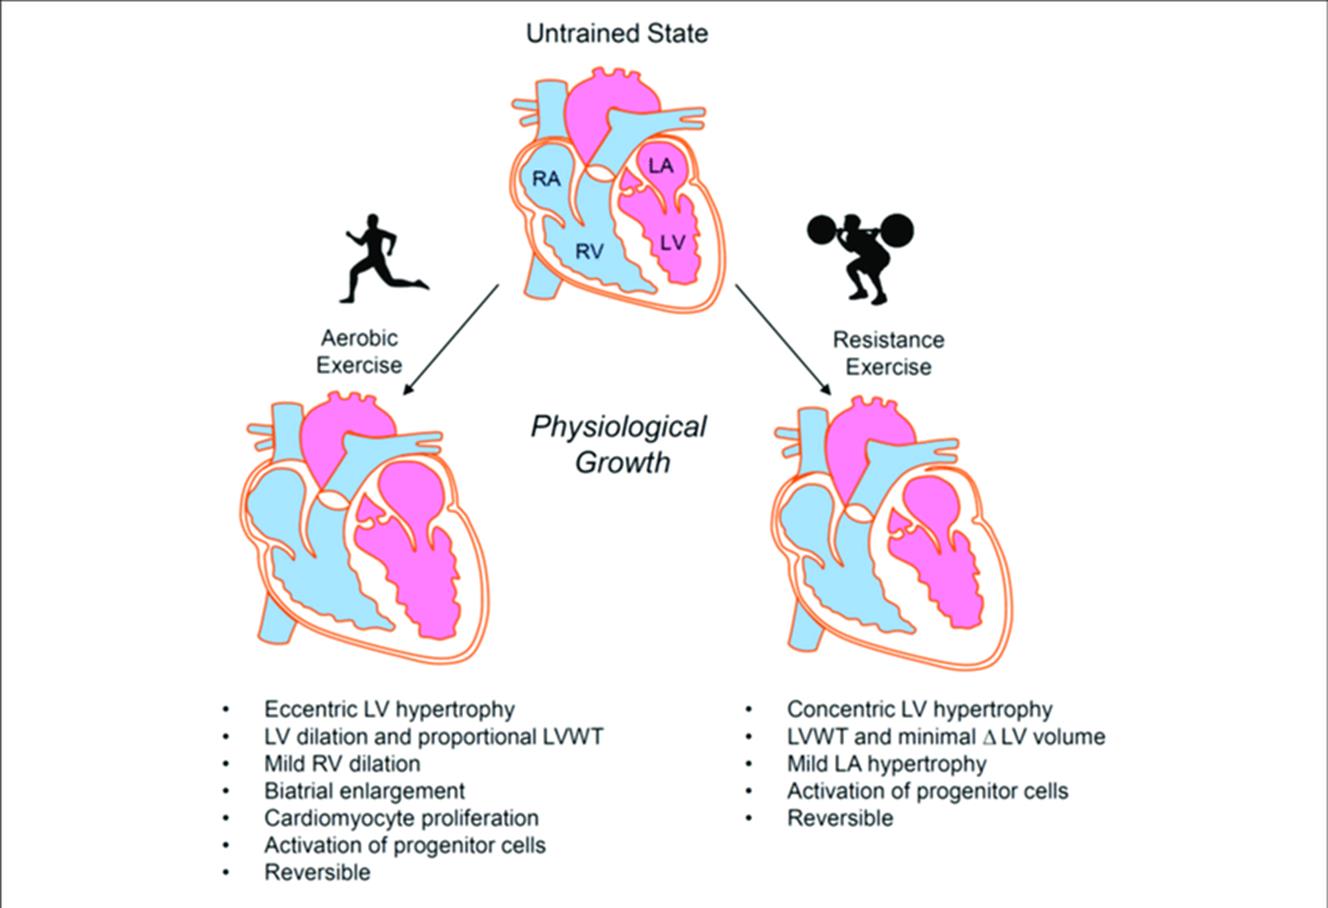 Untrained State
RA
LA
RV
LV
Aerobic
Exercise
Resistance
Exercise
Physiological
Growth
• Eccentric LV hypertrophy
• LV dilation and proportional LVWT
• Mild RV dilation
• Biatrial enlargement
• Cardiomyocyte proliferation
• Activation of progenitor cells
• Reversible
• Concentric LV hypertrophy
• LVWT and minimal Δ LV volume
• Mild LA hypertrophy
• Activation of progenitor cells
• Reversible